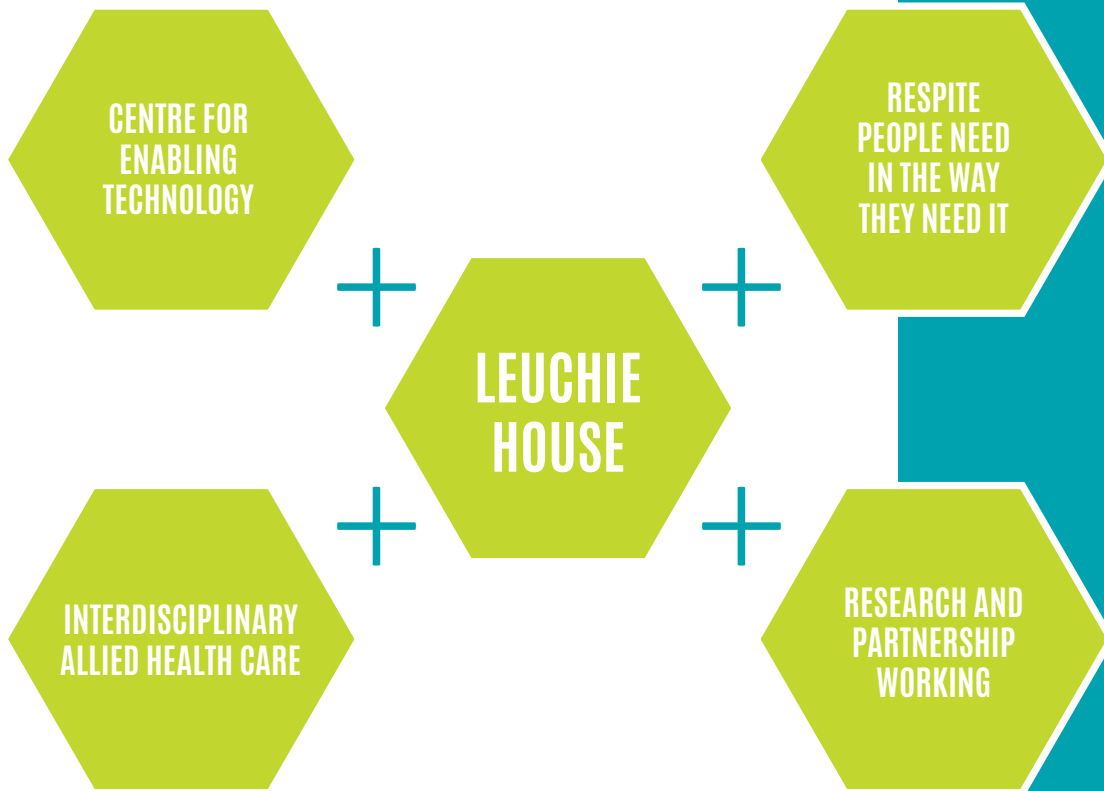 CENTRE FOR
ENABLING
TECHNOLOGY
RESPITE
PEOPLE NEED
IN THE WAY
THEY NEED IT
LEUCHIE
HOUSE
INTERDISCIPLINARY
ALLIED HEALTH CARE
RESEARCH AND
PARTNERSHIP
WORKING